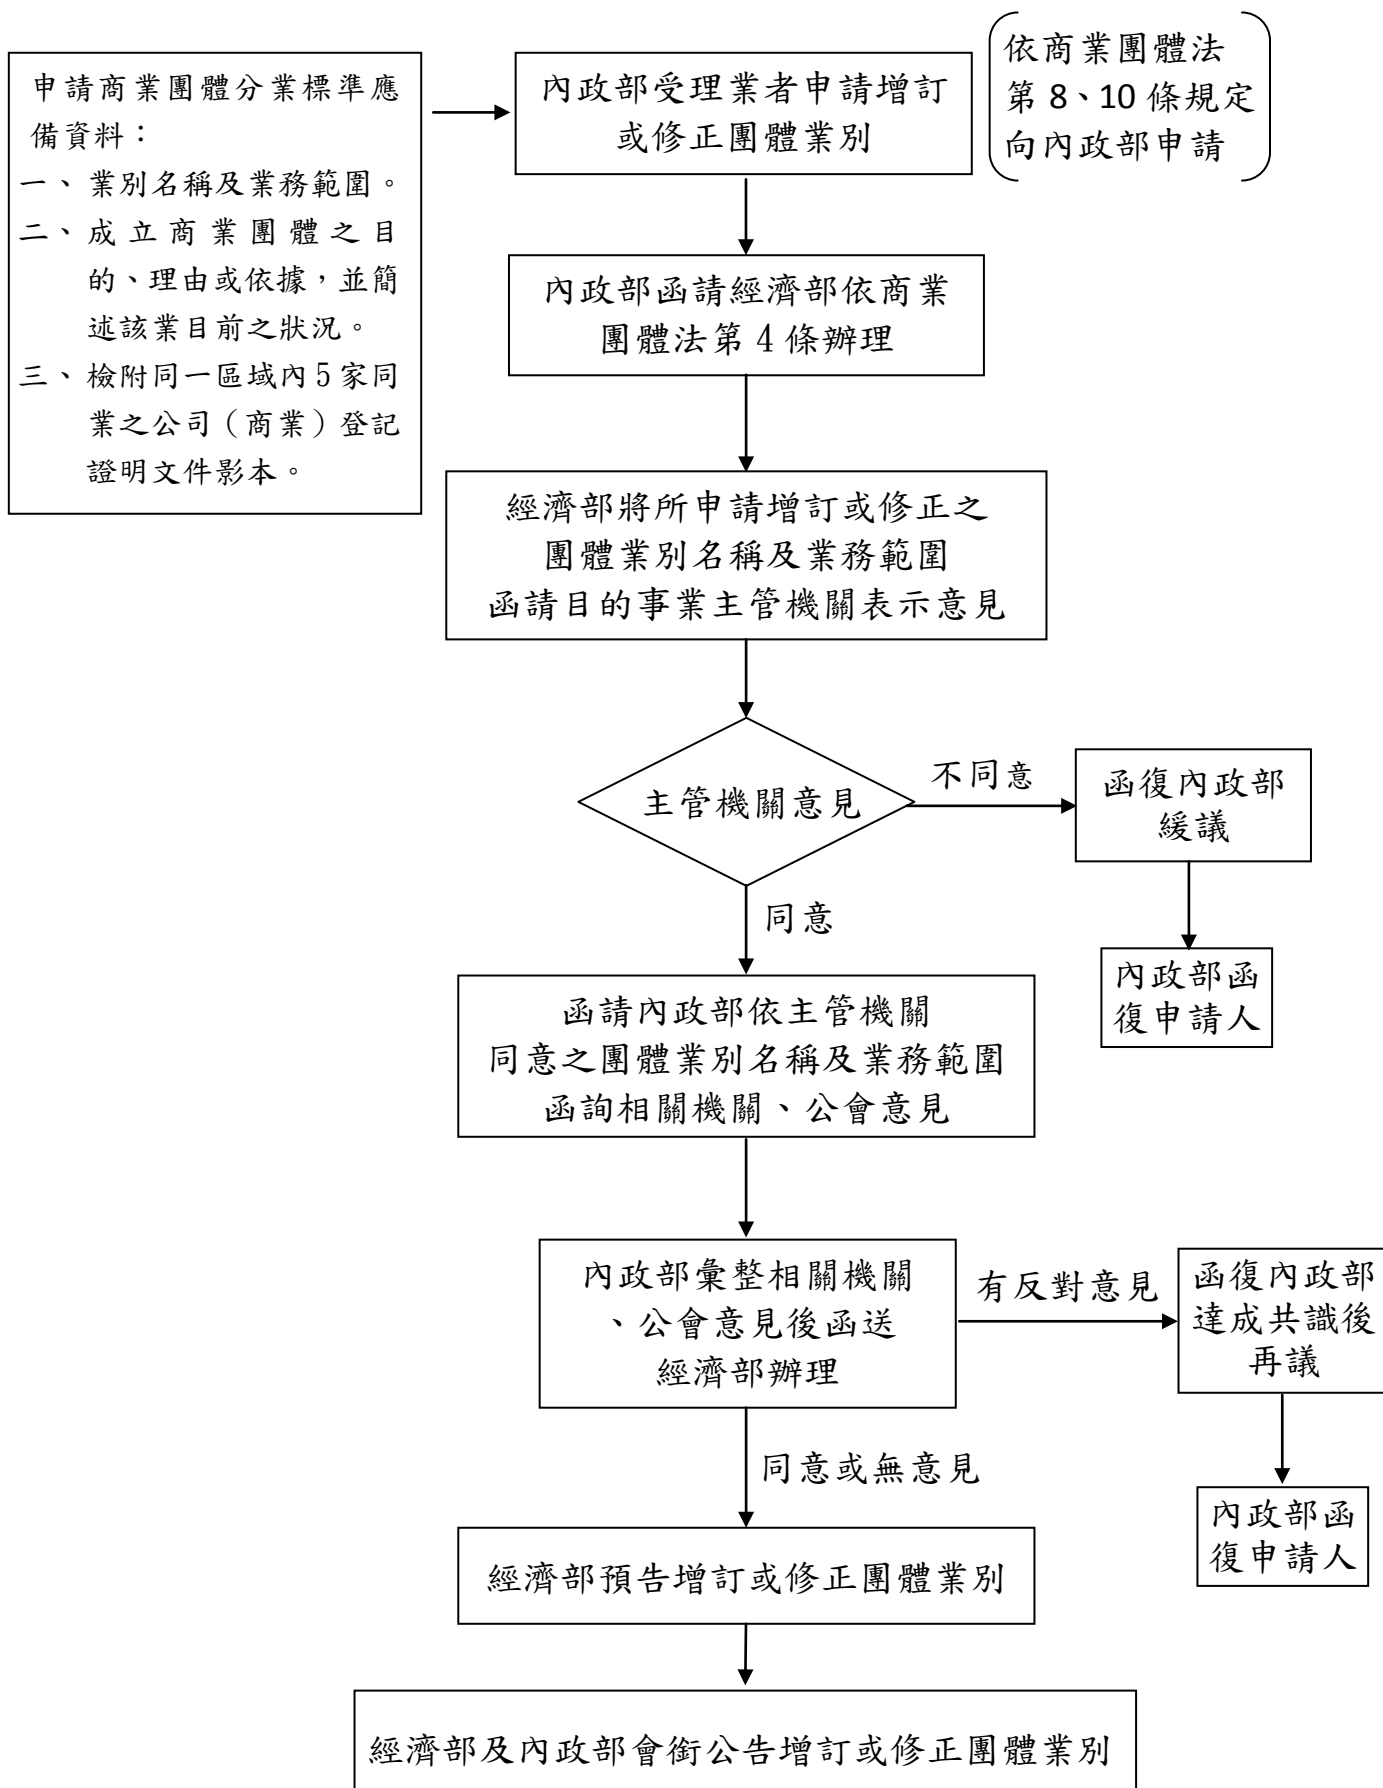 申請商業團體分業標準應
備資料：
一、業別名稱及業務範圍。
二、成立商業團體之目
的、理由或依據，並簡
述該業目前之狀況。
三、檢附同一區域內5家同
業之公司（商業）登記
證明文件影本。
內政部受理業者申請增訂
或修正團體業別
依商業團體法
第8、10條規定
向內政部申請
內政部函請經濟部依商業
團體法第4條辦理
經濟部將所申請增訂或修正之
團體業別名稱及業務範圍
函請目的事業主管機關表示意見
主管機關意見
不同意
函復內政部
緩議
內政部函
復申請人
同意
函請內政部依主管機關
同意之團體業別名稱及業務範圍
函詢相關機關、公會意見
內政部彙整相關機關
、公會意見後函送
經濟部辦理
有反對意見
函復內政部
達成共識後
再議
內政部函
復申請人
同意或無意見
經濟部預告增訂或修正團體業別
經濟部及內政部會銜公告增訂或修正團體業別